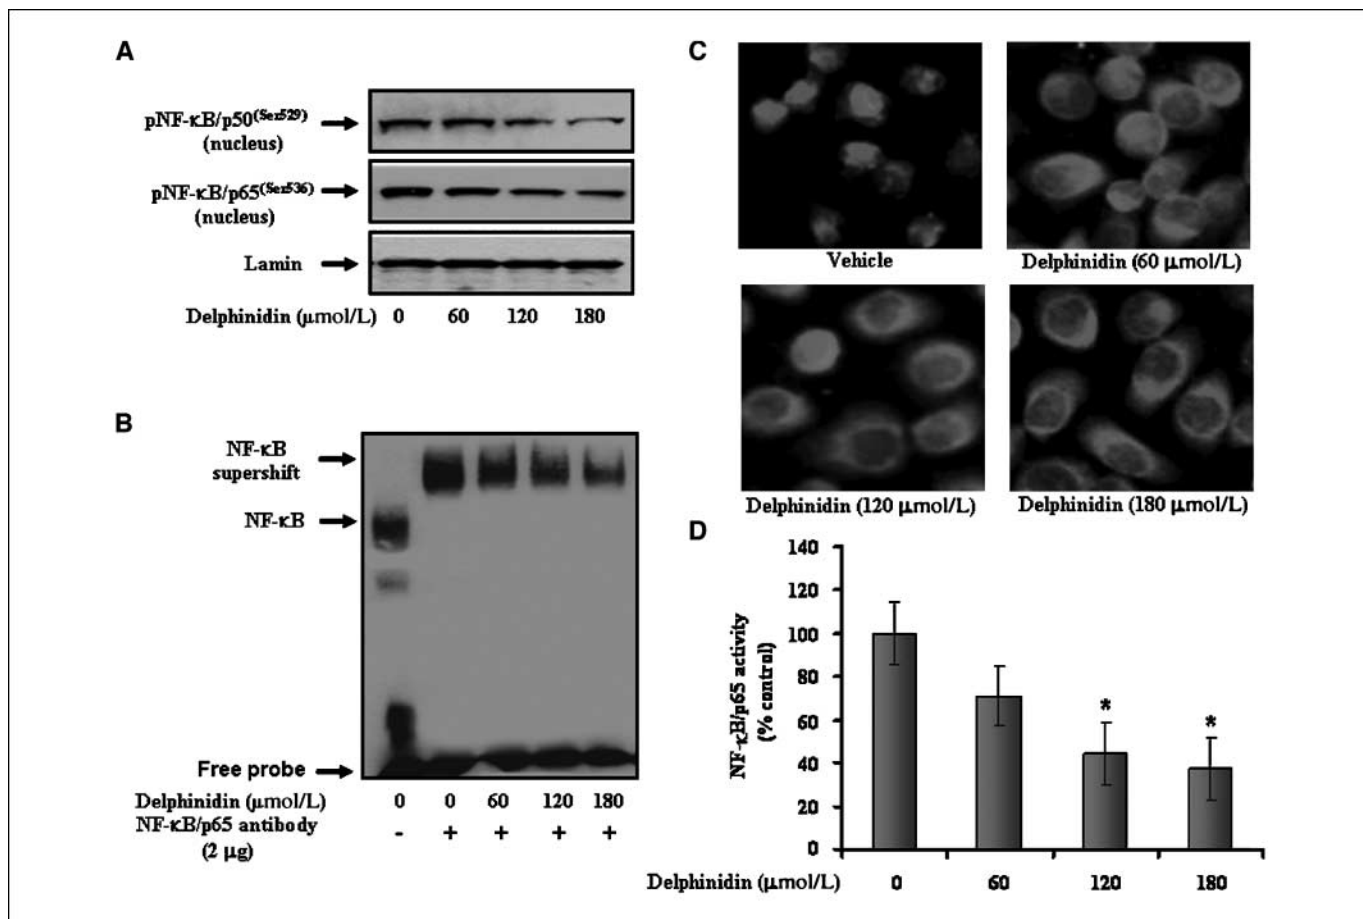 A
pNF-κB/p50(Ser529)
(nucleus)
pNF-κB/p65(Ser536)
(nucleus)
Lamin
Delphinidin (μmol/L) 0 60 120 180
B
NF-κB
supershift
NF-κB
Free probe
Delphinidin (μmol/L) 0 0 60 120 180
NF-κB/p65 antibody - + + + +
(2 μg)
C
Vehicle
Delphinidin (60 μmol/L)
Delphinidin (120 μmol/L)
Delphinidin (180 μmol/L)
D
NF-κB/p65 activity
(% control)
140
120
100
80
60
40
20
0
* *
Delphinidin (μmol/L) 0 60 120 180